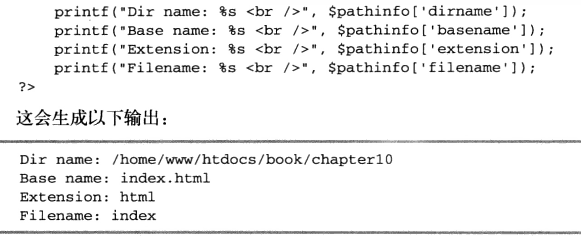 printf("Dir name: %s <br />", $pathinfo['dirname']);
printf("Base name: %s <br />", $pathinfo['basename']);
printf("Extension: %s <br />", $pathinfo['extension']);
printf("Filename: %s <br />", $pathinfo['filename']);
?>
这会生成以下输出：
Dir name: /home/www/htdocs/book/chapter10
Base name: index.html
Extension: html
Filename: index